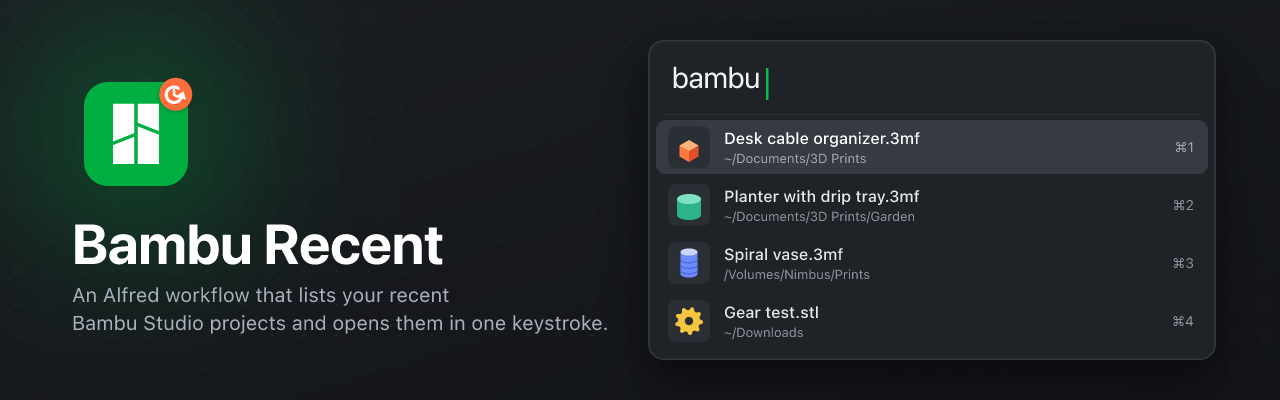 Bambu Recent
An Alfred workflow that lists your recent
Bambu Studio projects and opens them in one keystroke.
bambu
Desk cable organizer.3mf
~/Documents/3D Prints
⌘1
Planter with drip tray.3mf
~/Documents/3D Prints/Garden
⌘2
Spiral vase.3mf
/Volumes/Nimbus/Prints
⌘3
Gear test.stl
~/Downloads
⌘4